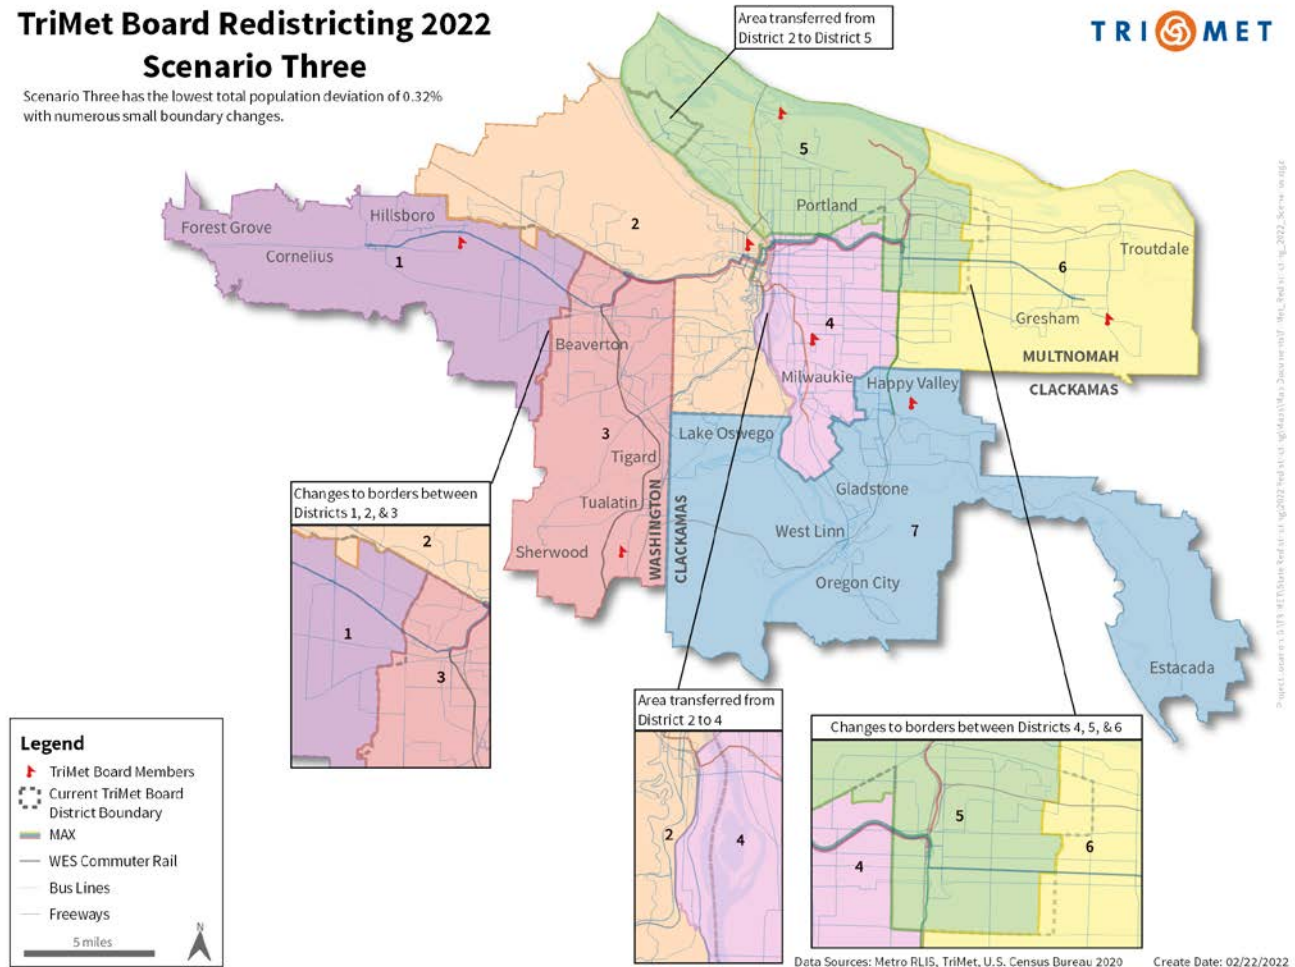 TriMet Board Redistricting 2022
Scenario Three
Scenario Three has the lowest total population deviation of 0.32%
with numerous small boundary changes.
Area transferred from
District 2 to District 5
TRI MET
5
Portland
2
Hillsboro
Forest Grove
Cornelius
1
Troutdale
6
Gresham
MULTNOMAH
CLACKAMAS
4
Beaverton
Milwaukie
Happy Valley
3
Lake Oswego
Tigard
Tualatin
Sherwood
WASHINGTON
CLACKAMAS
Gladstone
West Linn
7
Oregon City
Estacada
Changes to borders between
Districts 1, 2, & 3
2
1
3
Area transferred from
District 2 to 4
2
4
Changes to borders between Districts 4, 5, & 6
5
6
4
Legend
TriMet Board Members
Current TriMet Board
District Boundary
MAX
WES Commuter Rail
Bus Lines
Freeways
5 miles
N
Data Sources: Metro RLIS, TriMet, U.S. Census Bureau 2020
Create Date: 02/22/2022